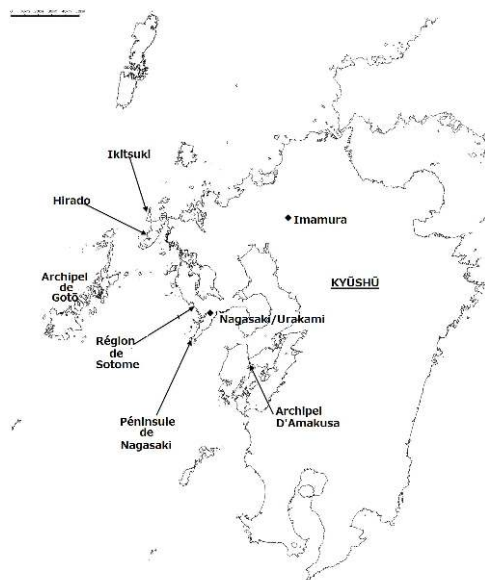 Ikitsuki
Hirado
Imamura
Archipel
de
Gotō
KYŪSHŪ
Nagasaki/Urakami
Région
de
Sotome
Péninsule
de
Nagasaki
Archipel
D'Amakusa